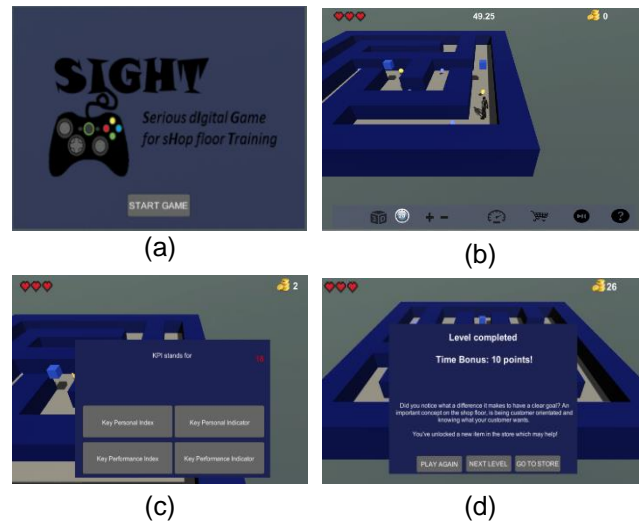 SIGHT
Serious dIgital Game
for sHop floor Training
START GAME
(a)
49.25
0
(b)
2
KPI stands for
Key Personal Index
Key Personal Indicator
Key Performance Index
Key Performance Indicator
(c)
26
Level completed
Time Bonus: 10 points!
Did you notice what a difference it makes to have a clear goal? An
important concept on the shop floor, is being customer orientated and
knowing what your customer wants.
You've unlocked a new item in the store which may help!
PLAY AGAIN
NEXT LEVEL
GO TO STORE
(d)